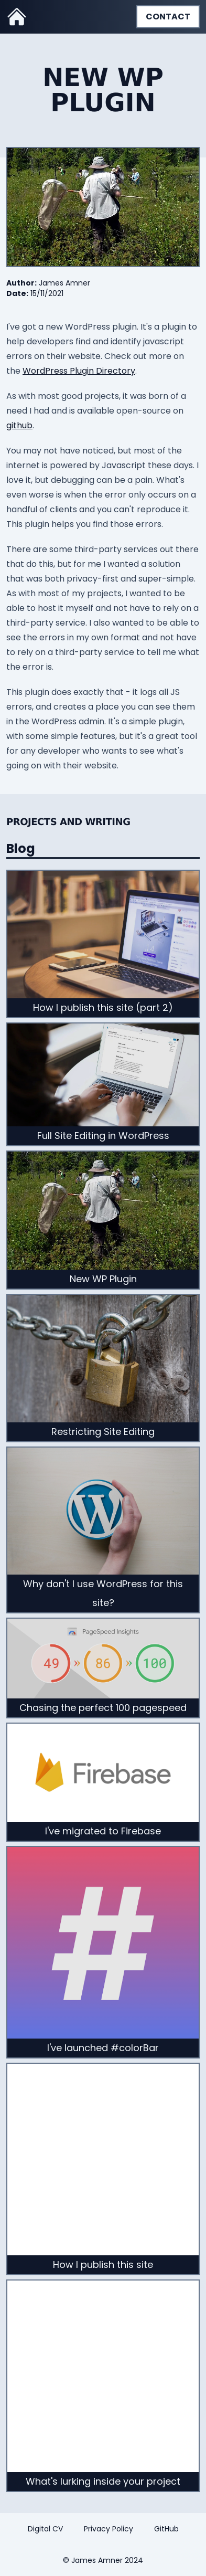 CONTACT
NEW WP
PLUGIN
Author: James Amner
Date: 15/11/2021
I've got a new WordPress plugin. It's a plugin to
help developers find and identify javascript
errors on their website. Check out more on
the WordPress Plugin Directory.
As with most good projects, it was born of a
need I had and is available open-source on
github.
You may not have noticed, but most of the
internet is powered by Javascript these days. I
love it, but debugging can be a pain. What's
even worse is when the error only occurs on a
handful of clients and you can't reproduce it.
This plugin helps you find those errors.
There are some third-party services out there
that do this, but for me I wanted a solution
that was both privacy-first and super-simple.
As with most of my projects, I wanted to be
able to host it myself and not have to rely on a
third-party service. I also wanted to be able to
see the errors in my own format and not have
to rely on a third-party service to tell me what
the error is.
This plugin does exactly that - it logs all JS
errors, and creates a place you can see them
in the WordPress admin. It's a simple plugin,
with some simple features, but it's a great tool
for any developer who wants to see what's
going on with their website.
PROJECTS AND WRITING
Blog
How I publish this site (part 2)
Full Site Editing in WordPress
New WP Plugin
Restricting Site Editing
Why don't I use WordPress for this
site?
PageSpeed Insights
49 » 86 » 100
Chasing the perfect 100 pagespeed
Firebase
I've migrated to Firebase
#
I've launched #colorBar
How I publish this site
What's lurking inside your project
Digital CV Privacy Policy GitHub
© James Amner 2024